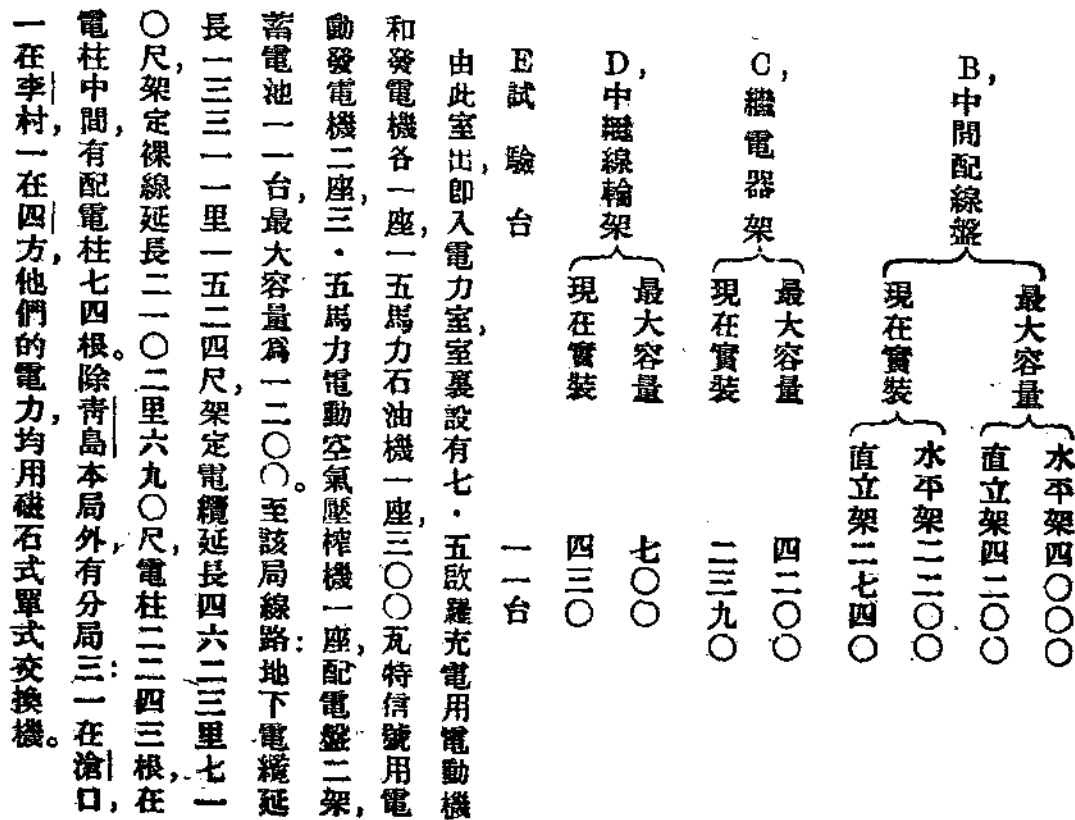 B，中間配線盤
最大容量
水平架四〇〇〇
直立架四二〇〇
現在實裝
水平架二二〇〇
直立架二七四〇
C，繼電器架
最大容量　四二〇〇
現在實裝　二三九〇
D，中繼線輪架
最大容量　七〇〇
現在實裝　四三〇
E試驗台　一一台
由此室出，卽入電力室，室裏設有七·五啟羅充電用電動機
和發電機各一座，一五馬力石油機一座，三〇〇瓦特信號用電
動發電機二座，三·五馬力電動空氣壓榨機一座，配電盤二架，
蓄電池一一台，最大容量爲一二〇〇。至該局線路：地下電纜延
長一三三一一里一五二四尺，架定電纜延長四六二三里七一
〇尺，架定裸線延長二一〇二里六九〇尺，電柱二二四三根，在
電柱中間，有配電柱七四根。除靑島本局外，有分局三：一在滄口，
一在李村，一在四方，他們的電力，均用磁石式單式交換機。